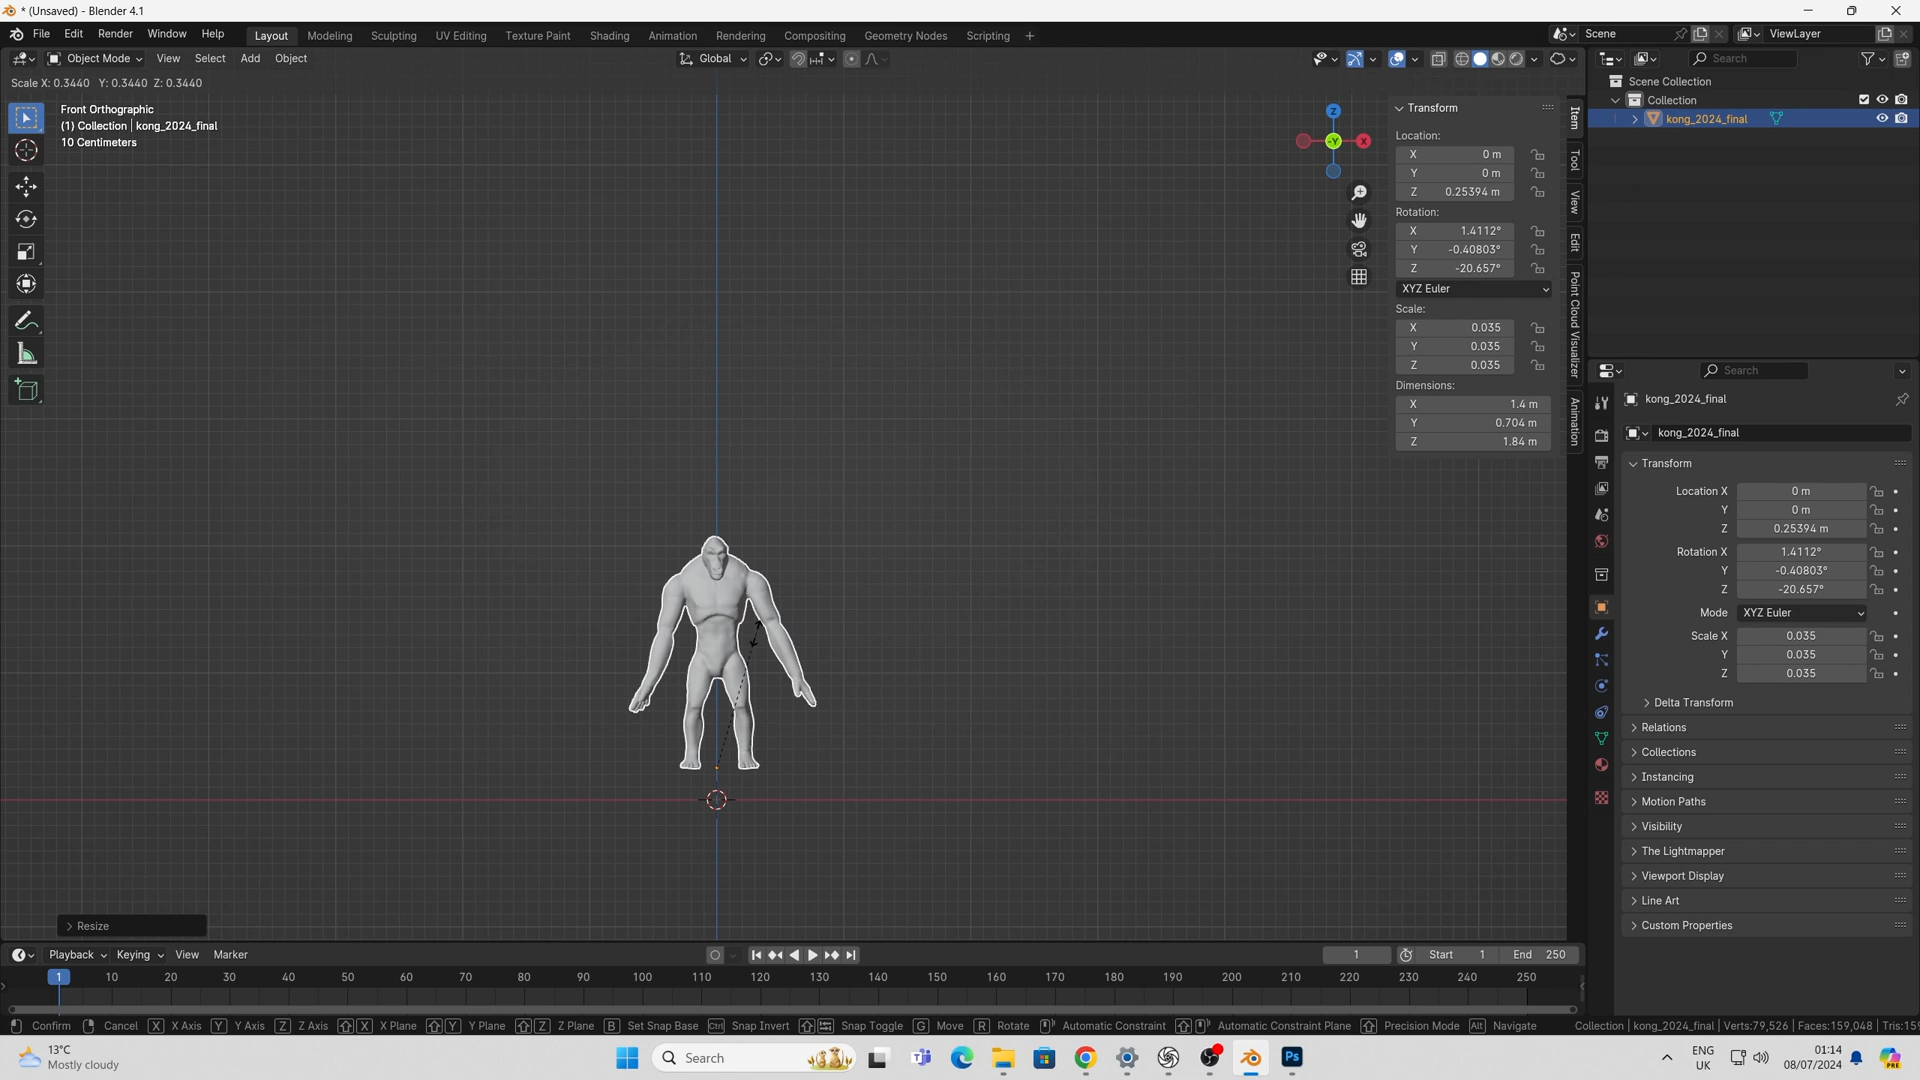 * (Unsaved) - Blender 4.1
File Edit Render Window Help
Layout Modeling Sculpting UV Editing Texture Paint Shading Animation Rendering Compositing Geometry Nodes Scripting +
Scene
ViewLayer
Object Mode View Select Add Object
Global
Search
Scale X: 0.3440 Y: 0.3440 Z: 0.3440
Front Orthographic
(1) Collection | kong_2024_final
10 Centimeters
Z
X
-Y
Transform
Location:
X 0 m
Y 0 m
Z 0.25394 m
Rotation:
X 1.4112°
Y -0.40803°
Z -20.657°
XYZ Euler
Scale:
X 0.035
Y 0.035
Z 0.035
Dimensions:
X 1.4 m
Y 0.704 m
Z 1.84 m
Item
Tool
View
Edit
Point Cloud Visualizer
Animation
Scene Collection
Collection
kong_2024_final
Search
kong_2024_final
kong_2024_final
Transform
Location X 0 m
Y 0 m
Z 0.25394 m
Rotation X 1.4112°
Y -0.40803°
Z -20.657°
Mode XYZ Euler
Scale X 0.035
Y 0.035
Z 0.035
Delta Transform
Relations
Collections
Instancing
Motion Paths
Visibility
The Lightmapper
Viewport Display
Line Art
Custom Properties
Resize
Playback Keying View Marker
1
Start 1 End 250
1 10 20 30 40 50 60 70 80 90 100 110 120 130 140 150 160 170 180 190 200 210 220 230 240 250
Confirm Cancel X X Axis Y Y Axis Z Z Axis X X Plane Y Y Plane Z Z Plane B Set Snap Base Ctrl Snap Invert Snap Toggle G Move R Rotate Automatic Constraint Automatic Constraint Plane Precision Mode Alt Navigate
Collection | kong_2024_final | Verts:79,526 | Faces:159,048 | Tris:159
13°C
Mostly cloudy
Search
Ps
ENG
UK
01:14
08/07/2024
PRE